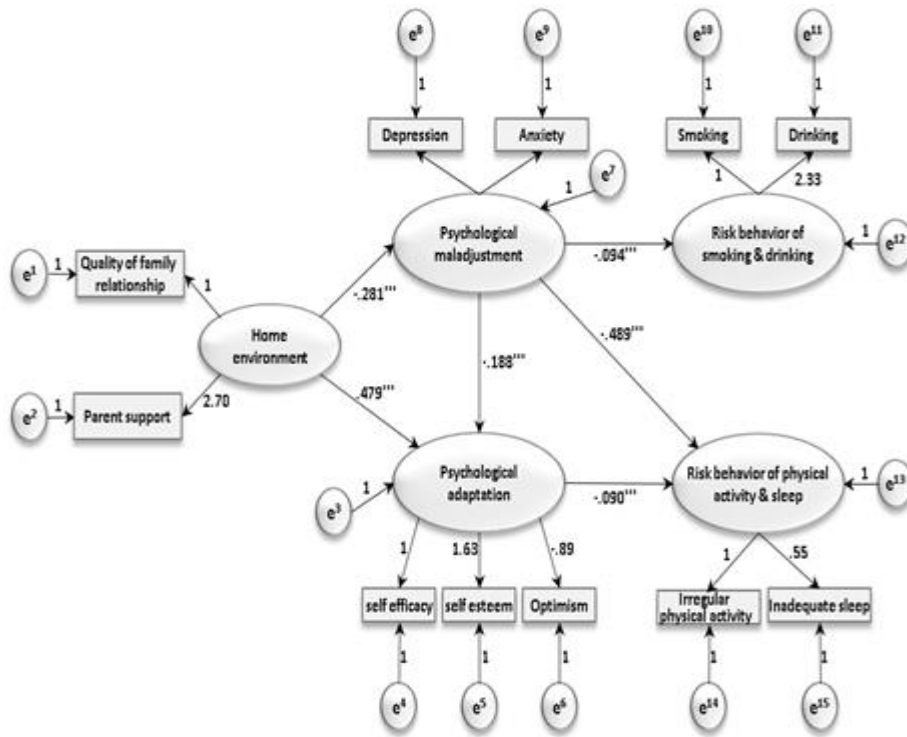 e8
e9
e10
e11
1
1
1
1
Depression
Anxiety
Smoking
Drinking
1
e7
1
2.33
Psychological
maladjustment
Risk behavior of
smoking & drinking
1
e12
-.094***
e1
1
Quality of family
relationship
1
-.281***
-.489***
Home
environment
-.188***
e2
1
Parent support
2.70
.479***
Psychological
adaptation
Risk behavior of physical
activity & sleep
1
e13
-.090***
e3
1
1
1.63
-.89
1
.55
self efficacy
self esteem
Optimism
Irregular
physical activity
Inadequate sleep
1
1
1
1
1
e4
e5
e6
e14
e15